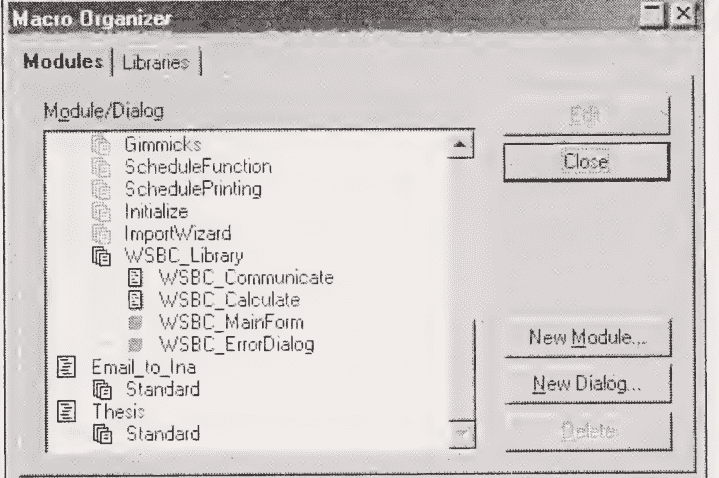 Macro Organizer
Modules Libraries
Module/Dialog
Gimmicks
ScheduleFunction
SchedulePrinting
Initialize
ImportWizard
WSBC_Library
WSBC_Communicate
WSBC_Calculate
WSBC_MainForm
WSBC_ErrorDialog
Email_to_Ina
Standard
Thesis
Standard
Edit
Close
New Module...
New Dialog...
Delete